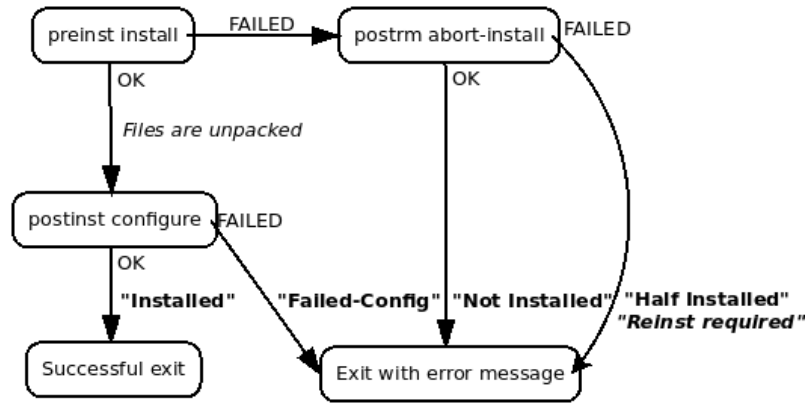 preinst install
FAILED
postrm abort-install
FAILED
OK
OK
Files are unpacked
postinst configure
FAILED
OK
"Installed"
"Failed-Config"
"Not Installed"
"Half Installed"
"Reinst required"
Successful exit
Exit with error message